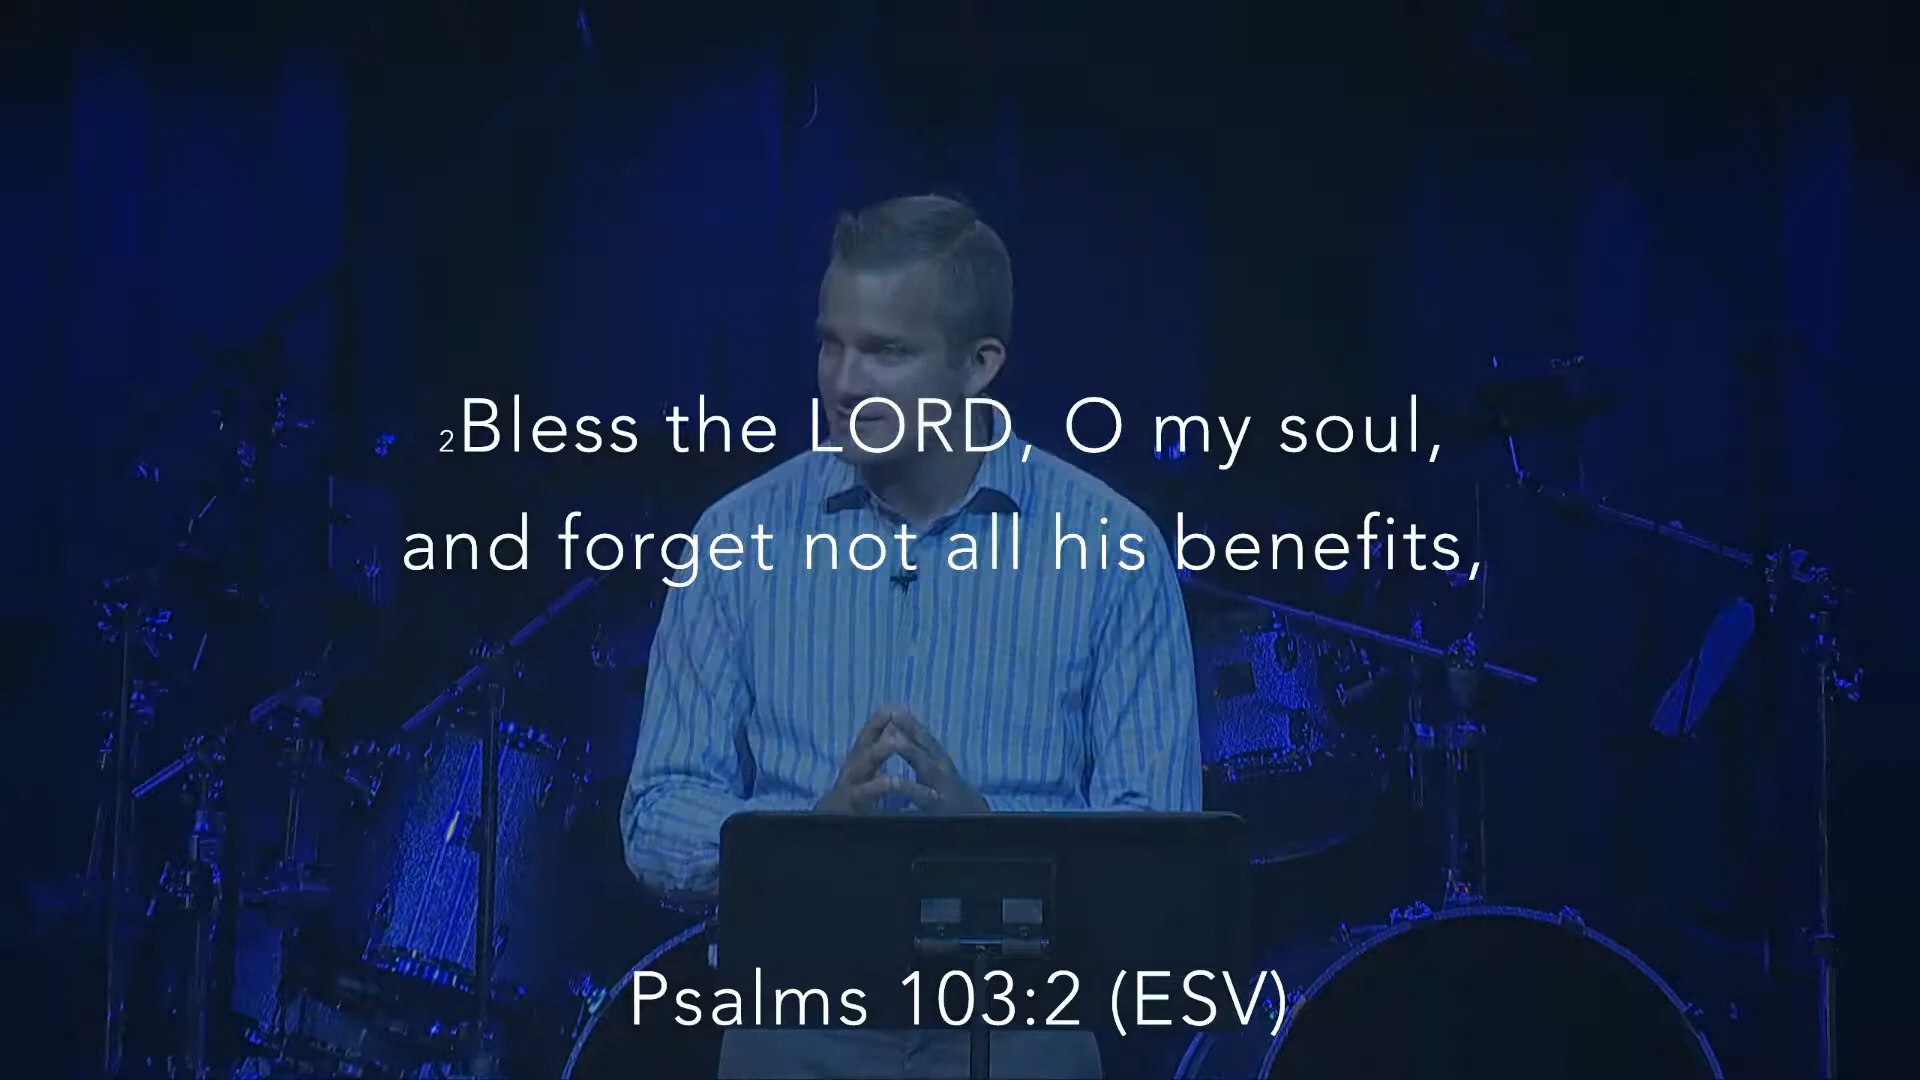 2Bless the LORD, O my soul,
and forget not all his benefits,
Psalms 103:2 (ESV)